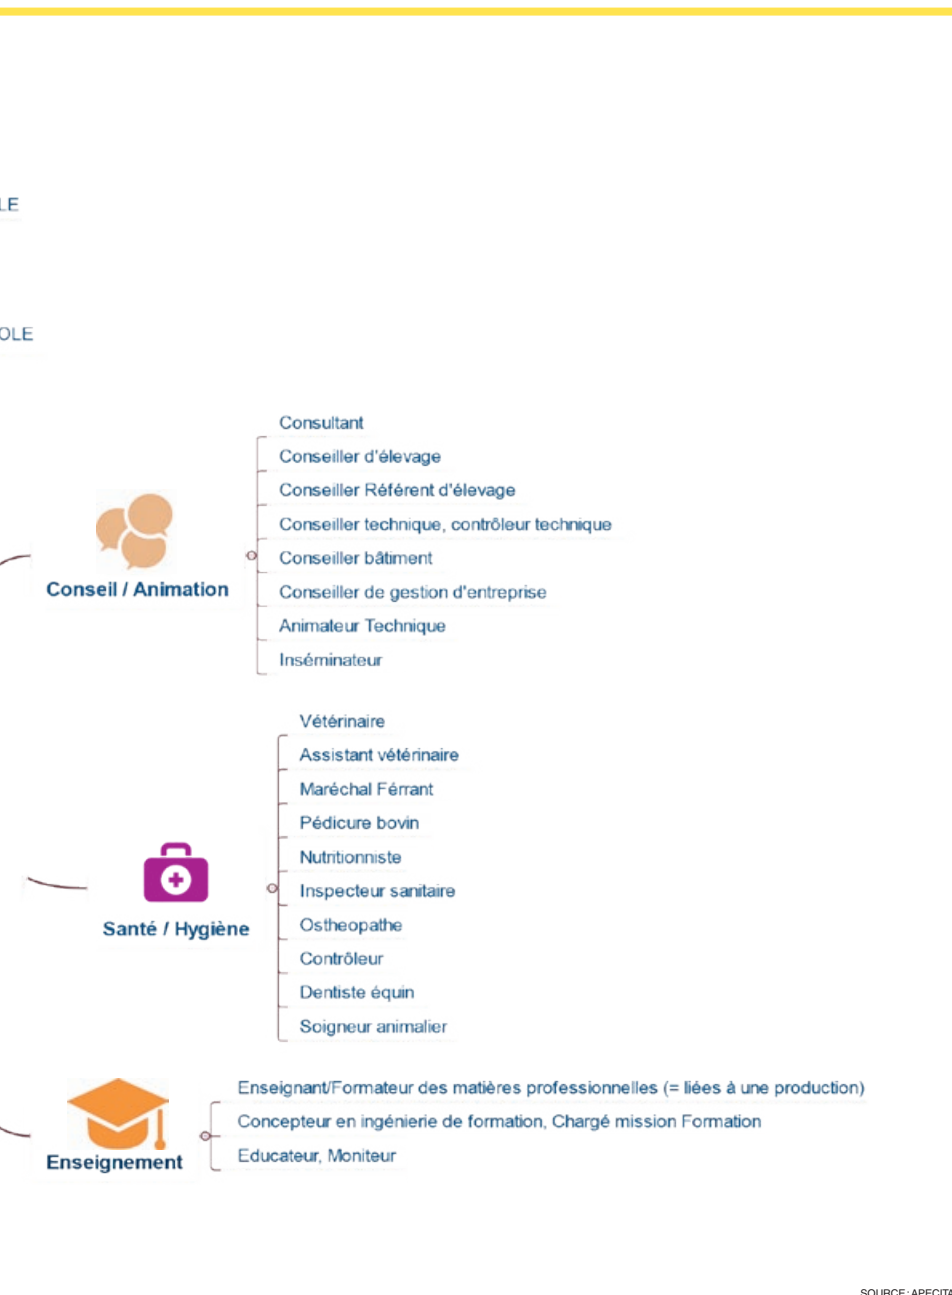 LE
OLE
Consultant
Conseiller d'élevage
Conseiller Référent d'élevage
Conseiller technique, contrôleur technique
Conseiller bâtiment
Conseiller de gestion d'entreprise
Animateur Technique
Inséminateur
Conseil / Animation
Vétérinaire
Assistant vétérinaire
Maréchal Férrant
Pédicure bovin
Nutritionniste
Inspecteur sanitaire
Ostheopathe
Contrôleur
Dentiste équin
Soigneur animalier
Santé / Hygiène
Enseignant/Formateur des matières professionnelles (= liées à une production)
Concepteur en ingénierie de formation, Chargé mission Formation
Educateur, Moniteur
Enseignement
SOURCE : APECITA